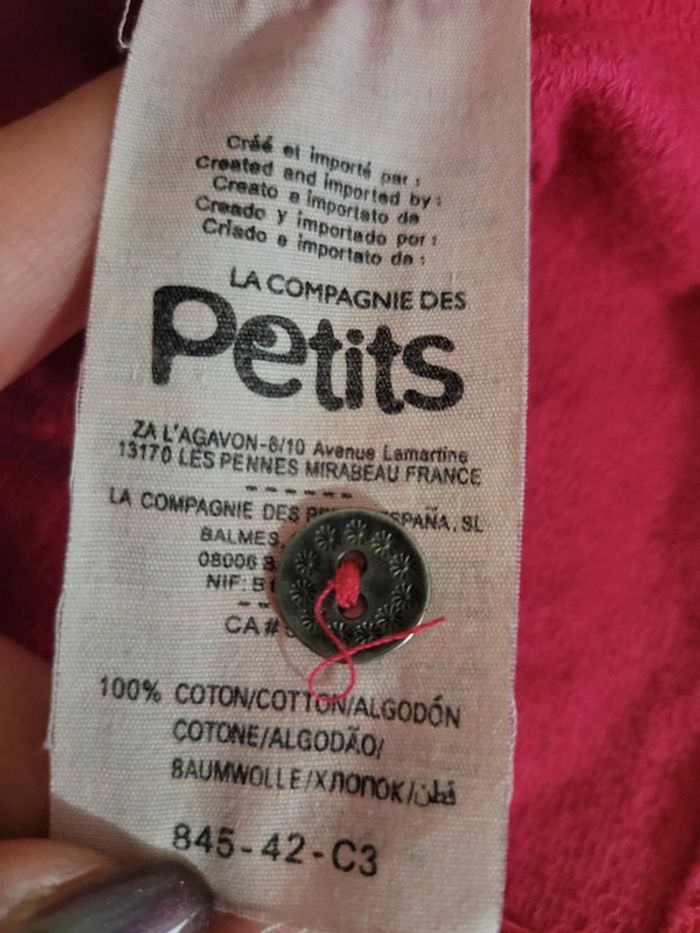 Créé et importé par :
Created and imported by :
Creato e importato da
Creado y importado por :
Criado e importato da :
LA COMPAGNIE DES
Petits
ZA L'AGAVON-8/10 Avenue Lamartine
13170 LES PENNES MIRABEAU FRANCE
LA COMPAGNIE DES ESPAÑA, SL
BALMES,
08006
NIF:
CA#
100% COTON/COTTON/ALGODÓN
COTONE/ALGODÃO/
BAUMWOLLE/ХЛОПОК/قطن
845-42-C3